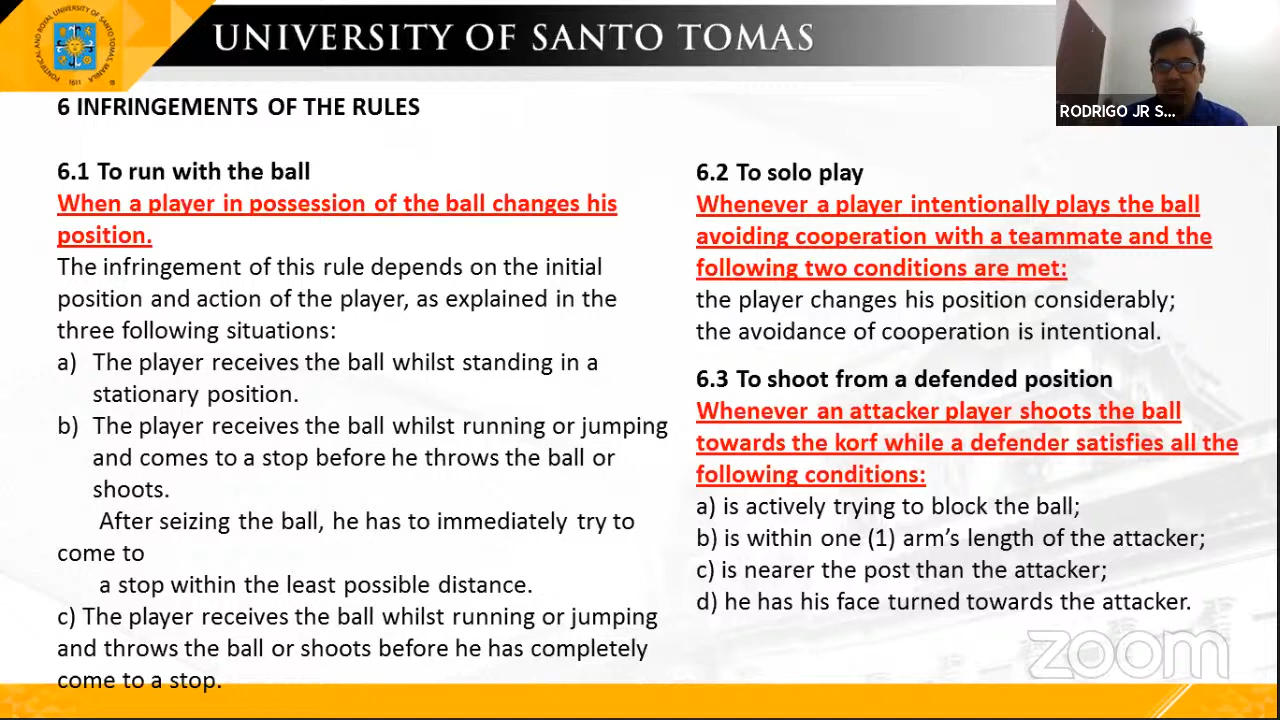 UNIVERSITY OF SANTO TOMAS
PONTIFICAL AND ROYAL UNIVERSITY OF SANTO TOMAS, MANILA
1611
RODRIGO JR S...
6 INFRINGEMENTS OF THE RULES
6.1 To run with the ball
When a player in possession of the ball changes his
position.
The infringement of this rule depends on the initial
position and action of the player, as explained in the
three following situations:
a) The player receives the ball whilst standing in a
stationary position.
b) The player receives the ball whilst running or jumping
and comes to a stop before he throws the ball or
shoots.
After seizing the ball, he has to immediately try to
come to
a stop within the least possible distance.
c) The player receives the ball whilst running or jumping
and throws the ball or shoots before he has completely
come to a stop.
6.2 To solo play
Whenever a player intentionally plays the ball
avoiding cooperation with a teammate and the
following two conditions are met:
the player changes his position considerably;
the avoidance of cooperation is intentional.
6.3 To shoot from a defended position
Whenever an attacker player shoots the ball
towards the korf while a defender satisfies all the
following conditions:
a) is actively trying to block the ball;
b) is within one (1) arm's length of the attacker;
c) is nearer the post than the attacker;
d) he has his face turned towards the attacker.
zoom